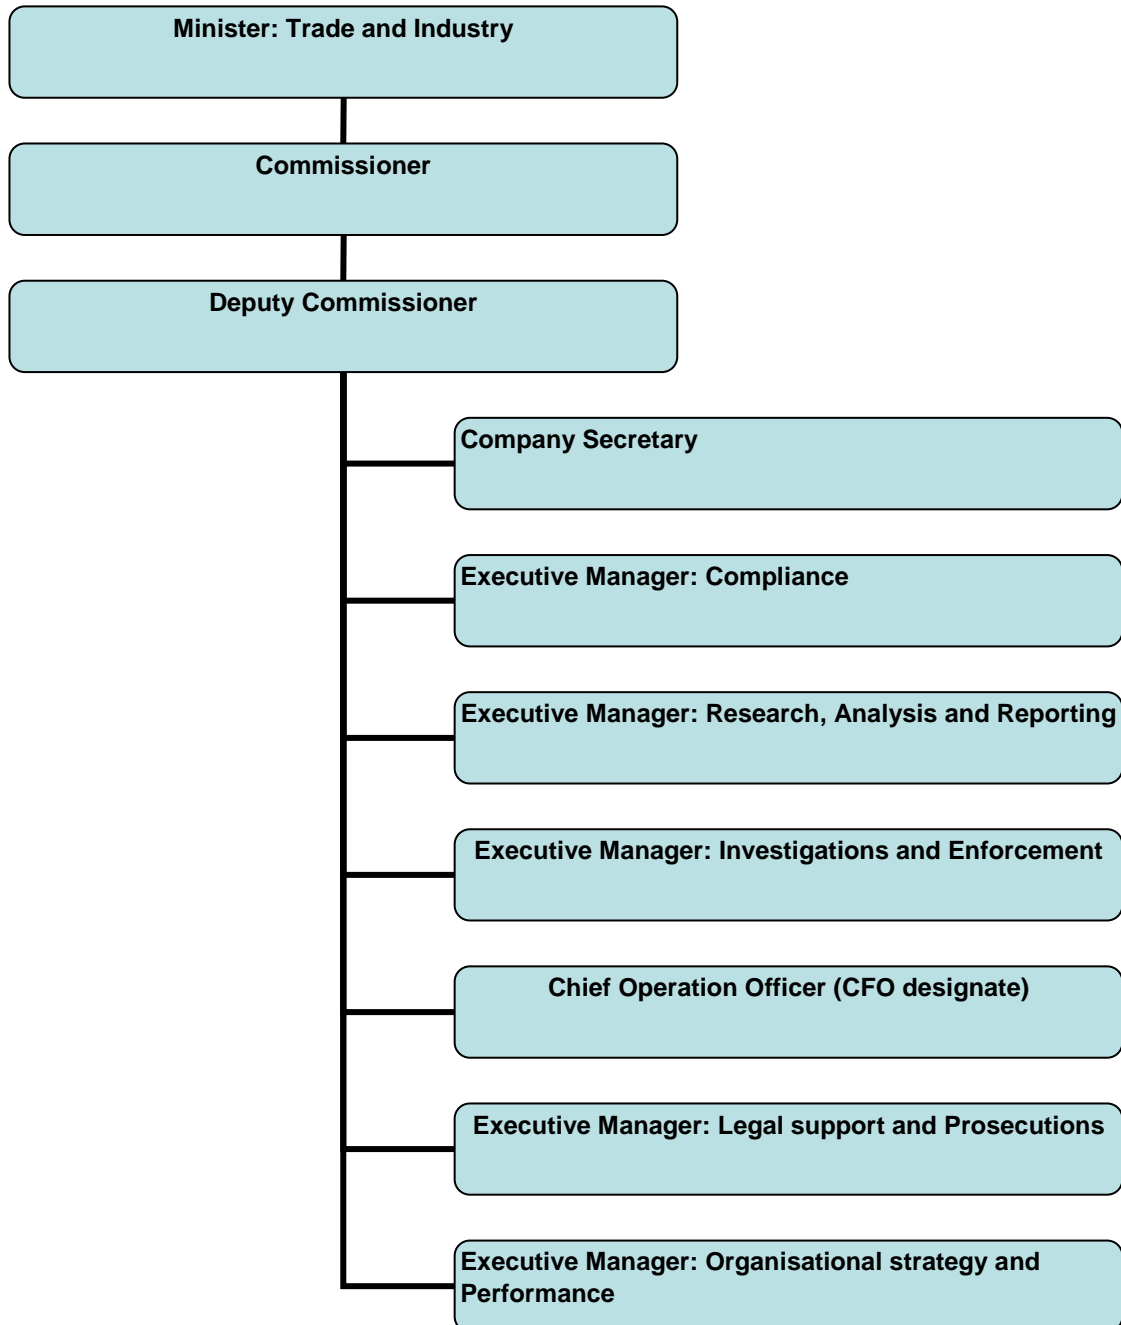 Minister: Trade and Industry
Commissioner
Deputy Commissioner
Company Secretary
Executive Manager: Compliance
Executive Manager: Research, Analysis and Reporting
Executive Manager: Investigations and Enforcement
Chief Operation Officer (CFO designate)
Executive Manager: Legal support and Prosecutions
Executive Manager: Organisational strategy and
Performance